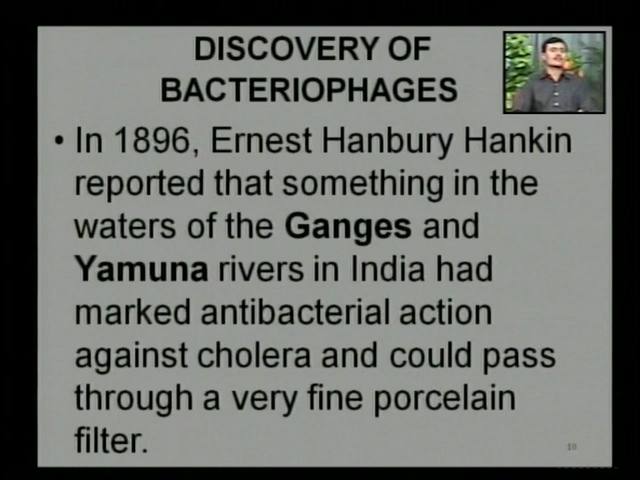 DISCOVERY OF
BACTERIOPHAGES
• In 1896, Ernest Hanbury Hankin
reported that something in the
waters of the Ganges and
Yamuna rivers in India had
marked antibacterial action
against cholera and could pass
through a very fine porcelain
filter.
10